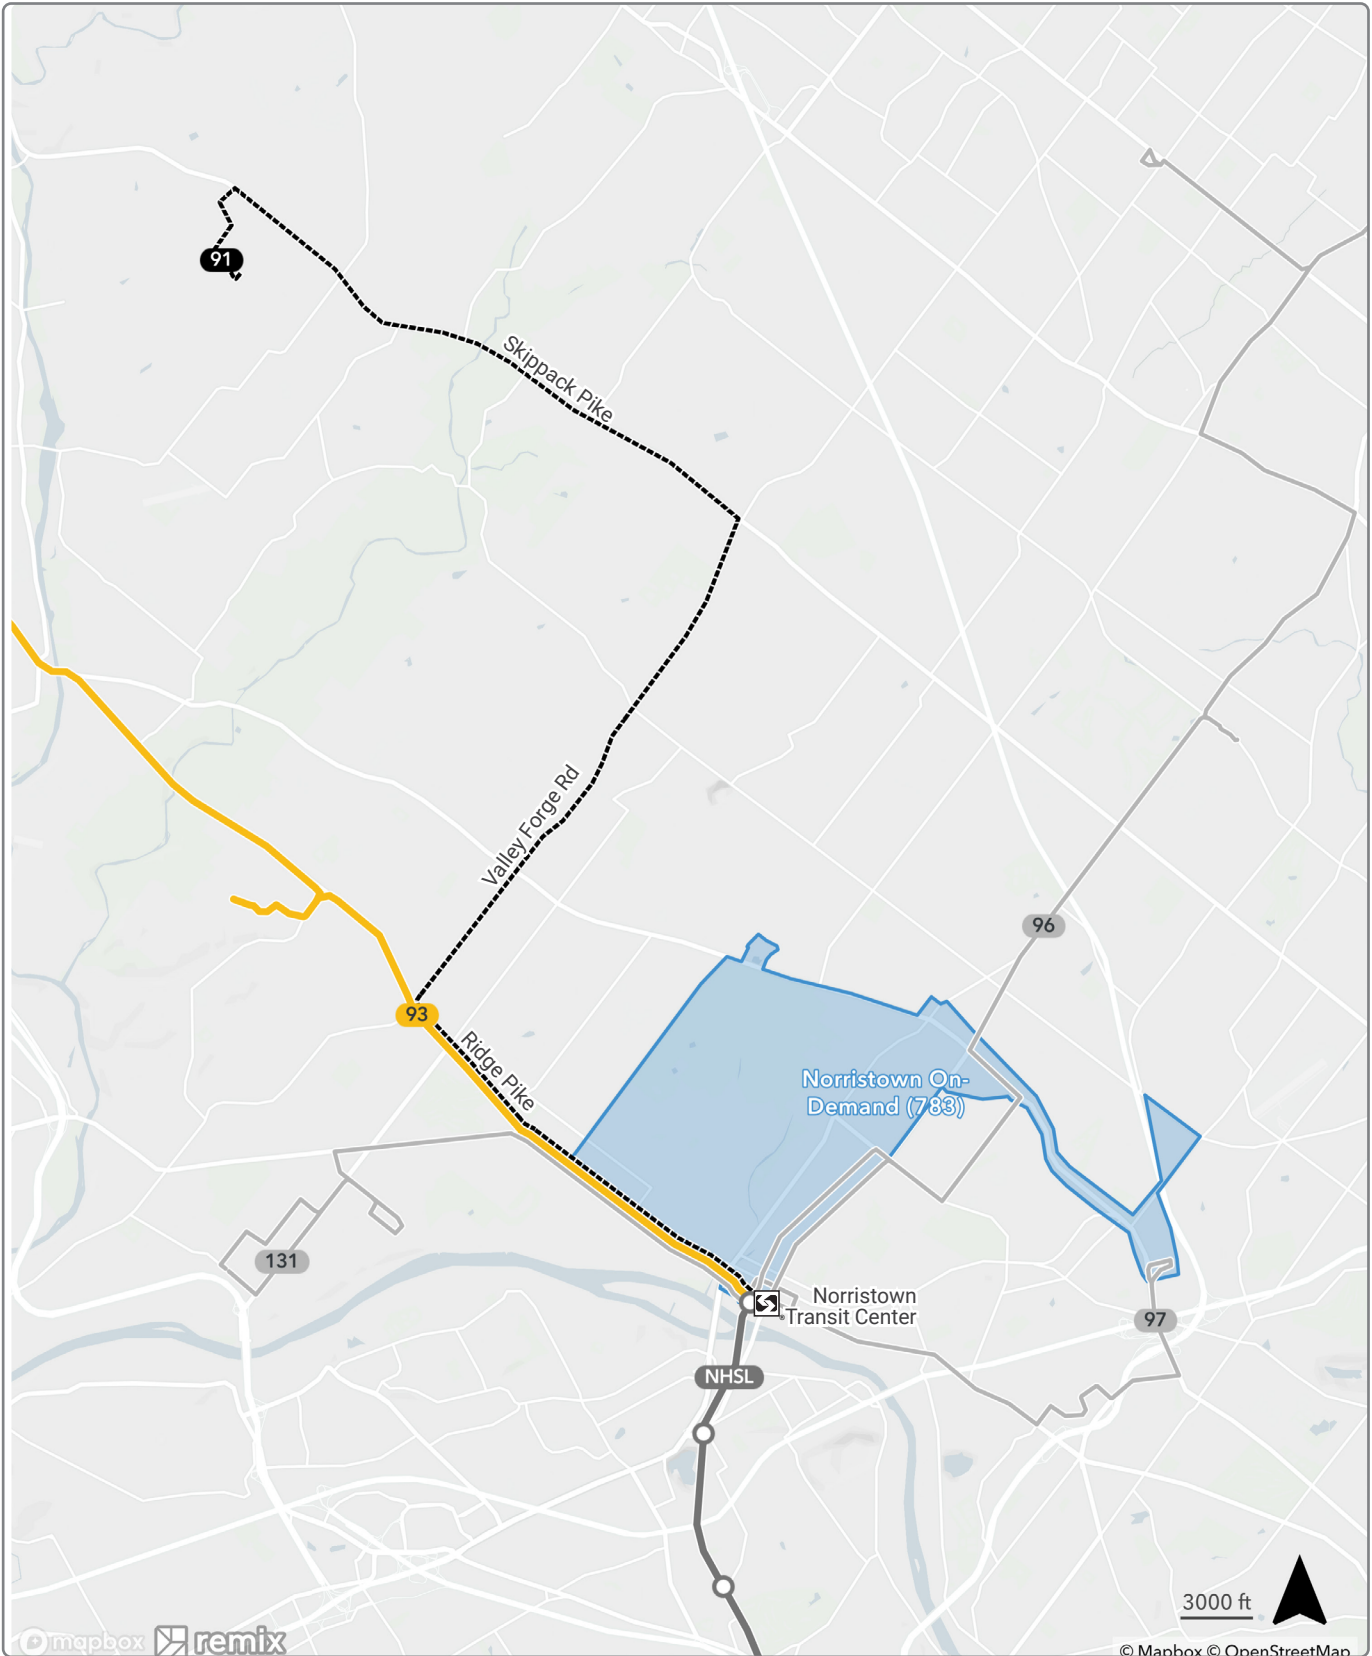 91
Skippack Pike
Valley Forge Rd
96
93
Ridge Pike
Norristown On-
Demand (783)
131
Norristown
Transit Center
97
NHSL
3000 ft
mapbox remix
© Mapbox © OpenStreetMap